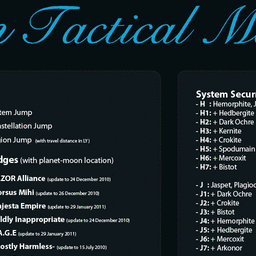 Tactical M
tem Jump
stellation Jump
ion Jump (with travel distance in LY)
dges (with planet-moon location)
ZOR Alliance (update to 24 December 2010)
orsus Mihi (update to 26 December 2010)
njesta Empire (update to 29 January 2011)
ldly Inappropriate (update to 24 December 2010)
A.G.E (update to 29 January 2011)
ostly Harmless- (update to 15 July 2010)
System Securi
- H : Hemorphite, J
- H1: + Hedbergite
- H2: + Dark Ochre
- H3: + Kernite
- H4: + Crokite
- H5: + Spodumain
- H6: + Mercoxit
- H7: + Bistot
- J : Jaspet, Plagioc
- J1: + Dark Ochre
- J2: + Crokite
- J3: + Bistot
- J4: + Hemorphite
- J5: + Hedbergite
- J6: + Mercoxit
- J7: + Arkonor